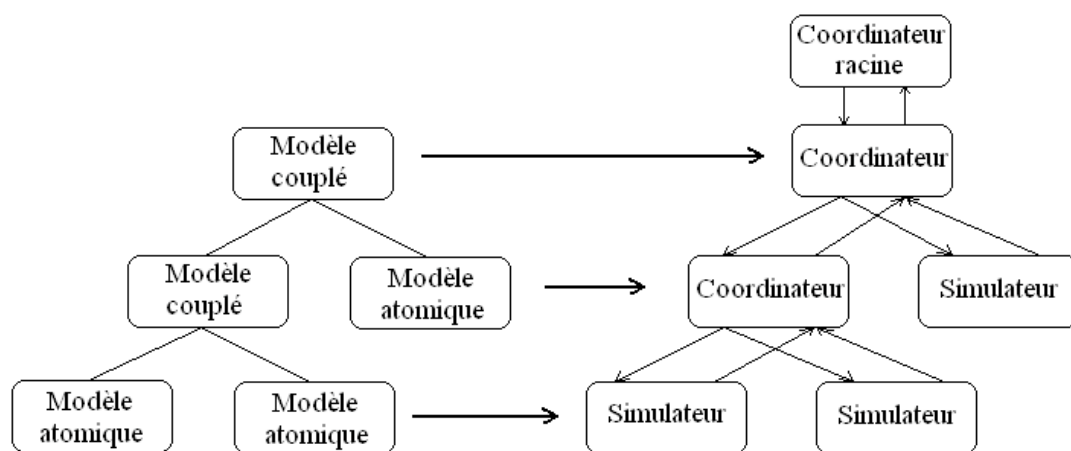 Coordinateur
racine
Modèle
couplé
Coordinateur
Modèle
couplé
Modèle
atomique
Coordinateur
Simulateur
Modèle
atomique
Modèle
atomique
Simulateur
Simulateur